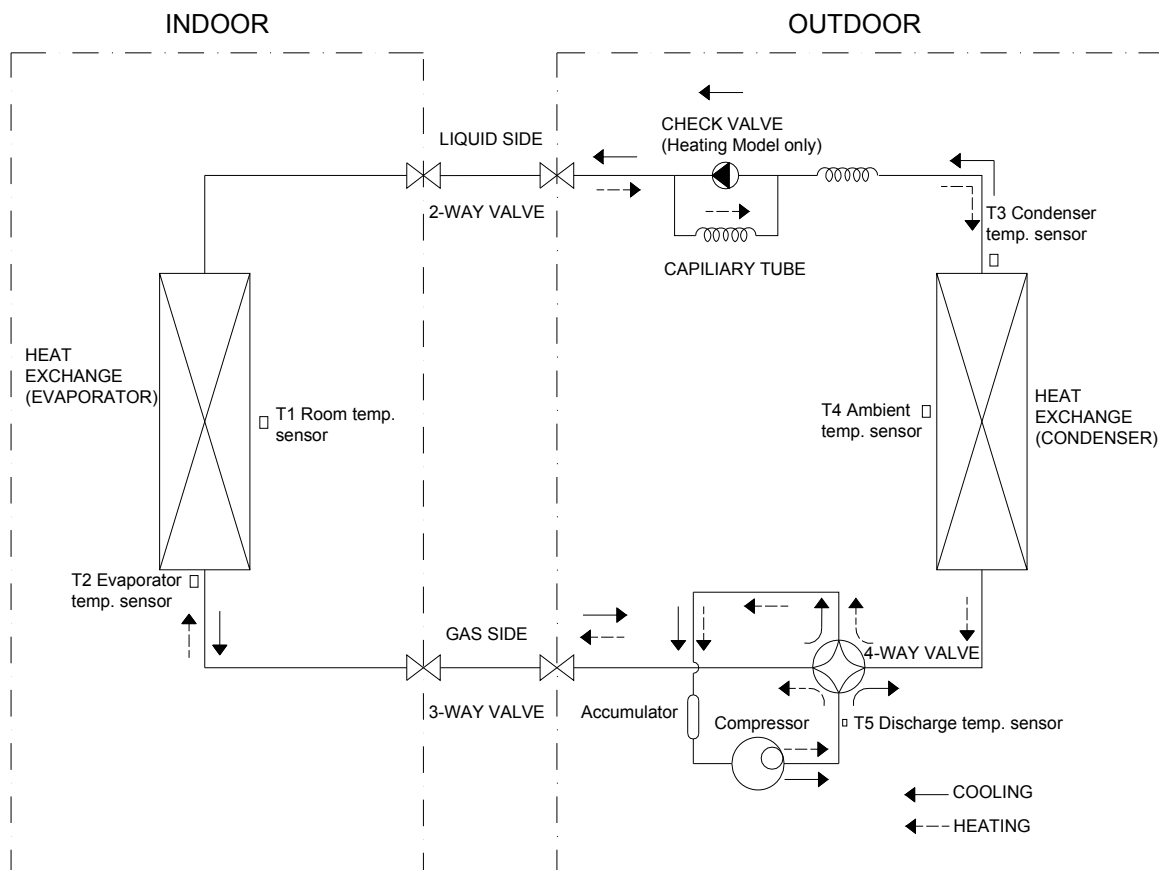 INDOOR
OUTDOOR
LIQUID SIDE
CHECK VALVE
(Heating Model only)
2-WAY VALVE
CAPILIARY TUBE
T3 Condenser
temp. sensor
HEAT
EXCHANGE
(EVAPORATOR)
T1 Room temp.
sensor
T4 Ambient
temp. sensor
HEAT
EXCHANGE
(CONDENSER)
T2 Evaporator
temp. sensor
GAS SIDE
4-WAY VALVE
3-WAY VALVE
Accumulator
Compressor
T5 Discharge temp. sensor
COOLING
HEATING